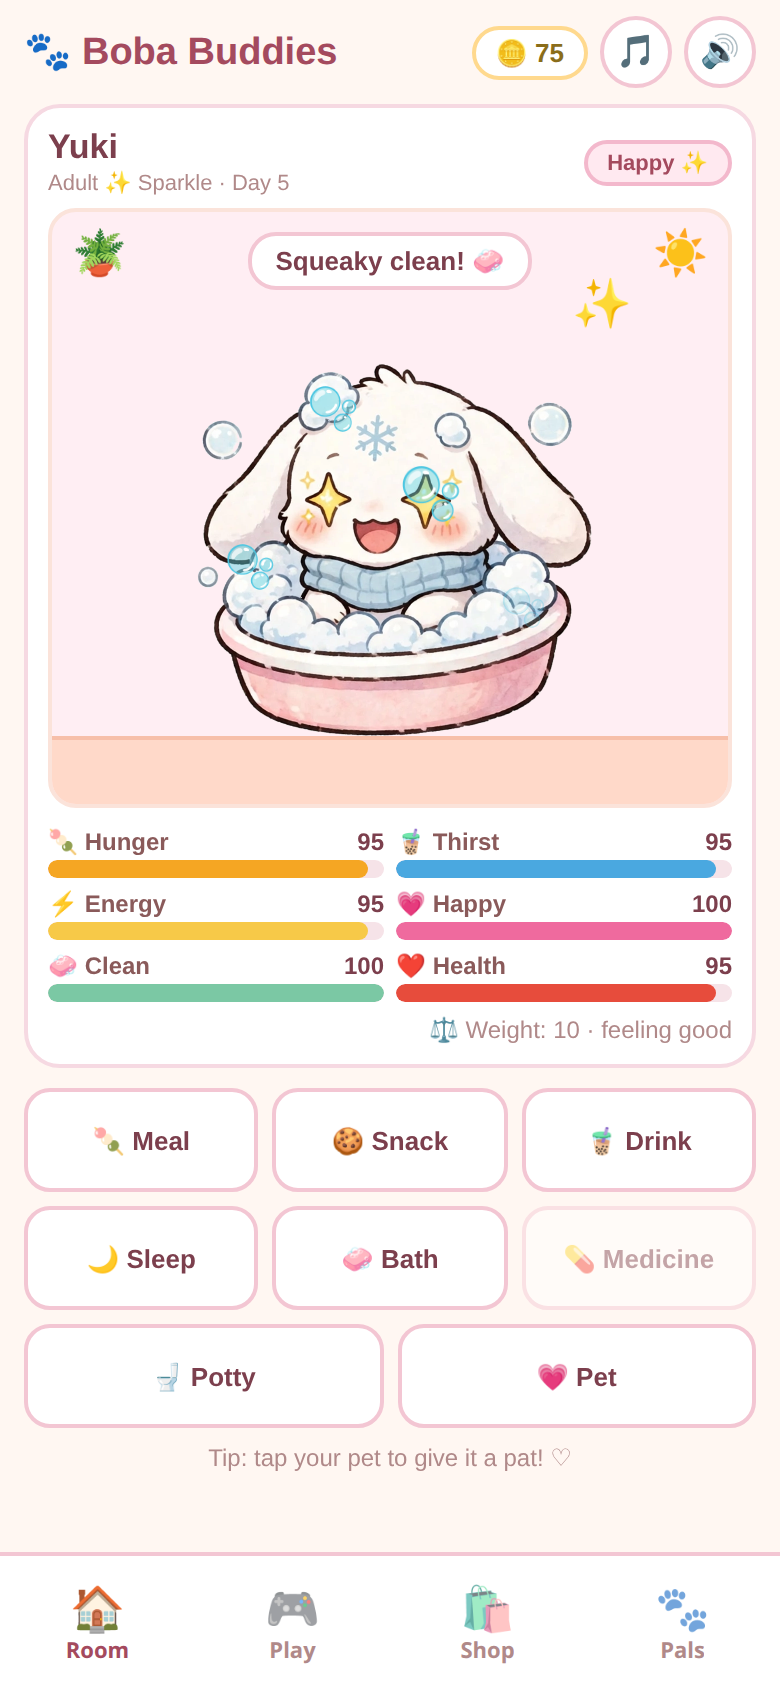 🐾 Boba Buddies
🪙 75
🎵
🔊
Yuki
Adult ✨ Sparkle · Day 5
Happy ✨
Squeaky clean! 🧼
🍡 Hunger 95
🧋 Thirst 95
⚡ Energy 95
💗 Happy 100
🧼 Clean 100
❤️ Health 95
⚖️ Weight: 10 · feeling good
🍡 Meal
🍪 Snack
🧋 Drink
🌙 Sleep
🧼 Bath
💊 Medicine
🚽 Potty
💗 Pet
Tip: tap your pet to give it a pat! ♡
🏠 Room
🎮 Play
🛍️ Shop
🐾 Pals